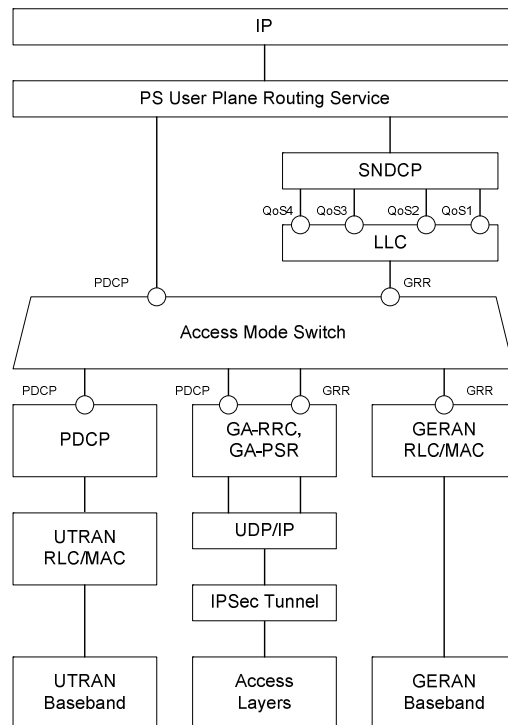 IP
PS User Plane Routing Service
SNDCP
QoS4 QoS3 QoS2 QoS1
LLC
PDCP GRR
Access Mode Switch
PDCP PDCP GRR GRR
PDCP
GA-RRC,
GA-PSR
GERAN
RLC/MAC
UTRAN
RLC/MAC
UDP/IP
IPSec Tunnel
UTRAN
Baseband
Access
Layers
GERAN
Baseband